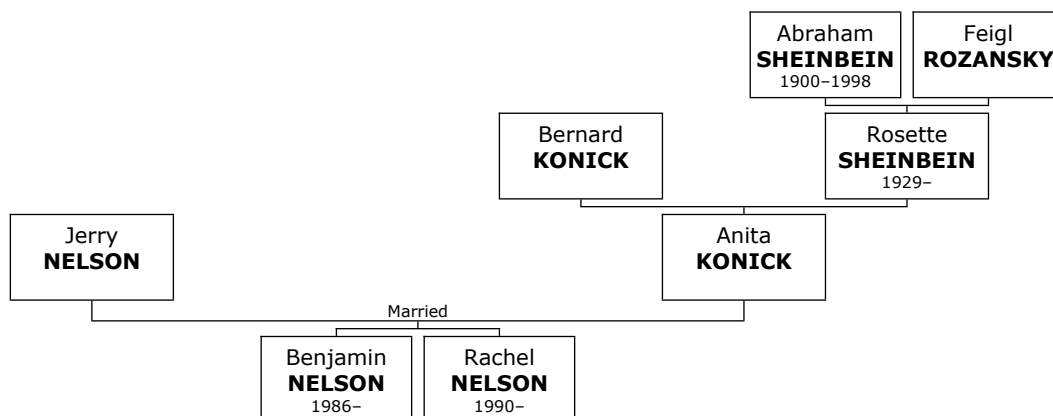 Abraham
SHEINBEIN
1900–1998
Feigl
ROZANSKY
Bernard
KONICK
Rosette
SHEINBEIN
1929–
Jerry
NELSON
Anita
KONICK
Married
Benjamin
NELSON
1986–
Rachel
NELSON
1990–